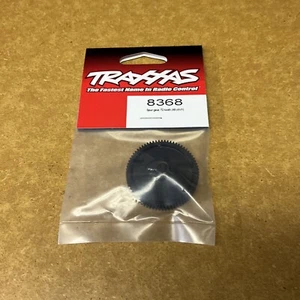 TRAXXAS
The Fastest Name in Radio Control
8368